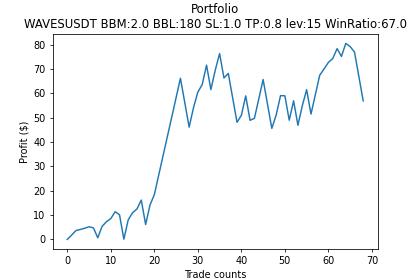 Portfolio
WAVESUSDT BBM:2.0 BBL:180 SL:1.0 TP:0.8 lev:15 WinRatio:67.0
80
70
60
50
40
30
20
10
0
Profit ($)
0 10 20 30 40 50 60 70
Trade counts